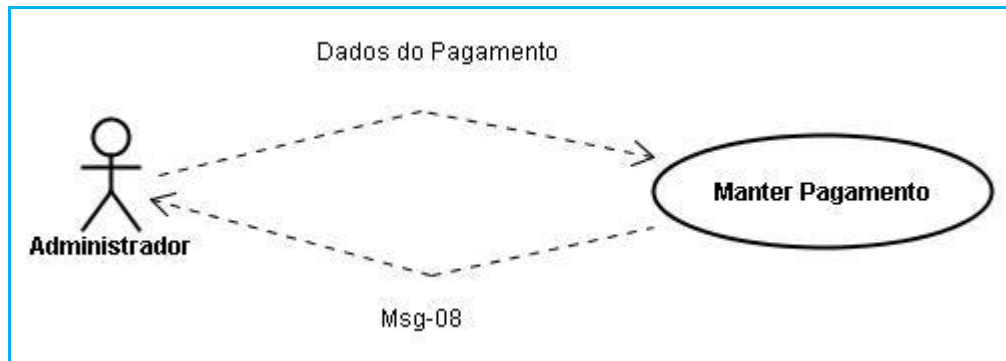 Dados do Pagamento
Manter Pagamento
Administrador
Msg-08